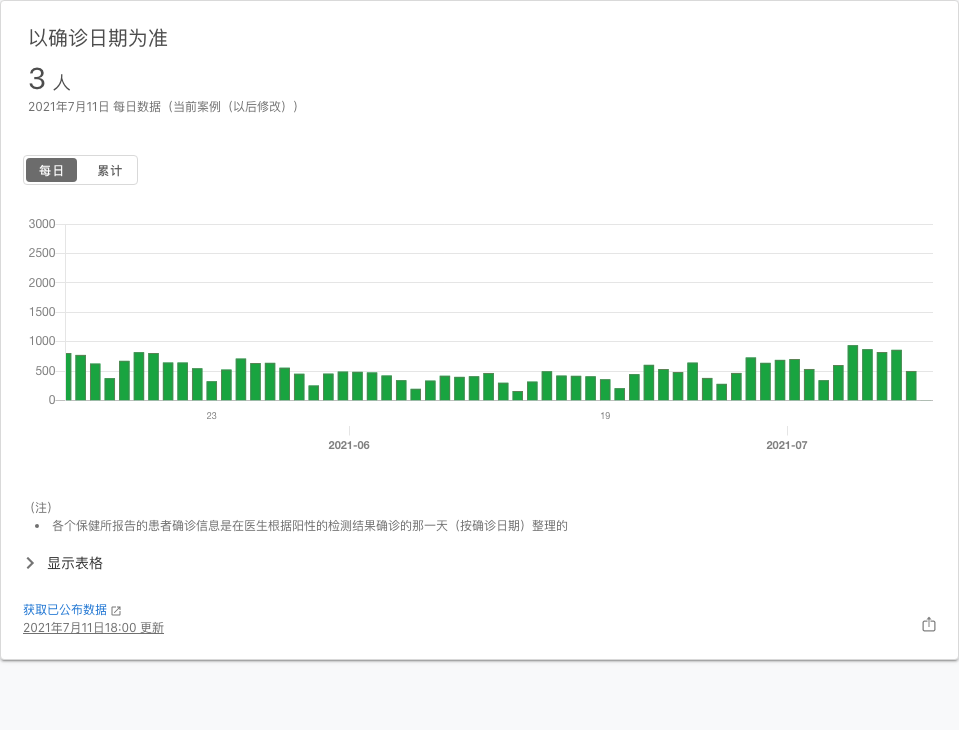 以确诊日期为准
3 人
2021年7月11日 每日数据（当前案例（以后修改））
每日 累计
3000
2500
2000
1500
1000
500
0
23 19
2021-06 2021-07
（注）
• 各个保健所报告的患者确诊信息是在医生根据阳性的检测结果确诊的那一天（按确诊日期）整理的
显示表格
获取已公布数据
2021年7月11日18:00 更新